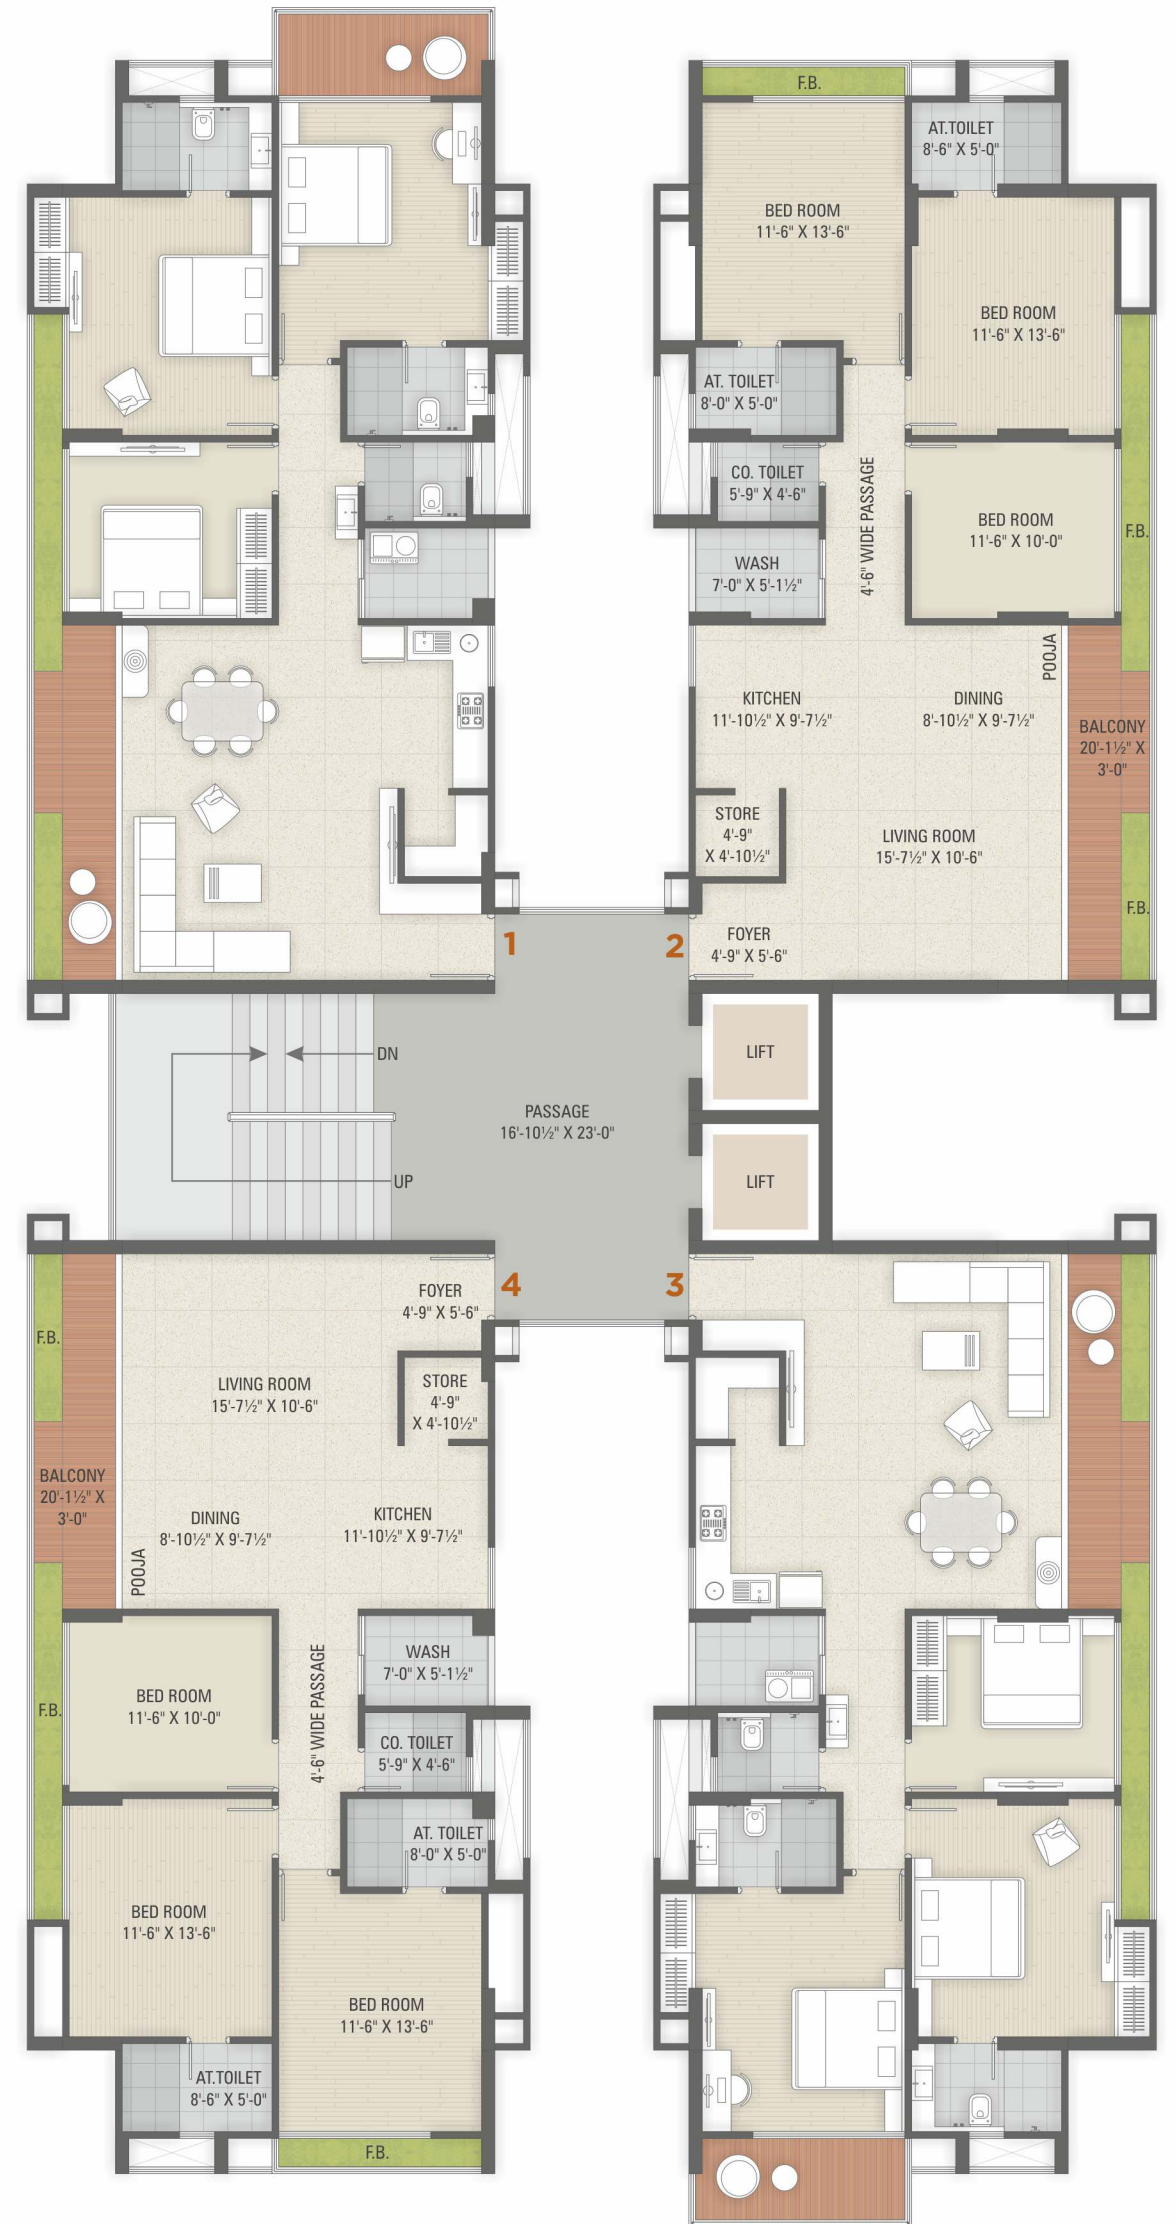 F.B.
AT.TOILET
8'-6" X 5'-0"
BED ROOM
11'-6" X 13'-6"
BED ROOM
11'-6" X 13'-6"
AT. TOILET
8'-0" X 5'-0"
CO. TOILET
5'-9" X 4'-6"
4'-6" WIDE PASSAGE
BED ROOM
11'-6" X 10'-0"
F.B.
WASH
7'-0" X 5'-1½"
POOJA
KITCHEN
11'-10½" X 9'-7½"
DINING
8'-10½" X 9'-7½"
BALCONY
20'-1½" X
3'-0"
STORE
4'-9"
X 4'-10½"
LIVING ROOM
15'-7½" X 10'-6"
F.B.
1
2
FOYER
4'-9" X 5'-6"
DN
LIFT
PASSAGE
16'-10½" X 23'-0"
UP
LIFT
4
3
FOYER
4'-9" X 5'-6"
F.B.
LIVING ROOM
15'-7½" X 10'-6"
STORE
4'-9"
X 4'-10½"
BALCONY
20'-1½" X
3'-0"
DINING
8'-10½" X 9'-7½"
KITCHEN
11'-10½" X 9'-7½"
POOJA
WASH
7'-0" X 5'-1½"
4'-6" WIDE PASSAGE
BED ROOM
11'-6" X 10'-0"
F.B.
CO. TOILET
5'-9" X 4'-6"
AT. TOILET
8'-0" X 5'-0"
BED ROOM
11'-6" X 13'-6"
BED ROOM
11'-6" X 13'-6"
AT.TOILET
8'-6" X 5'-0"
F.B.